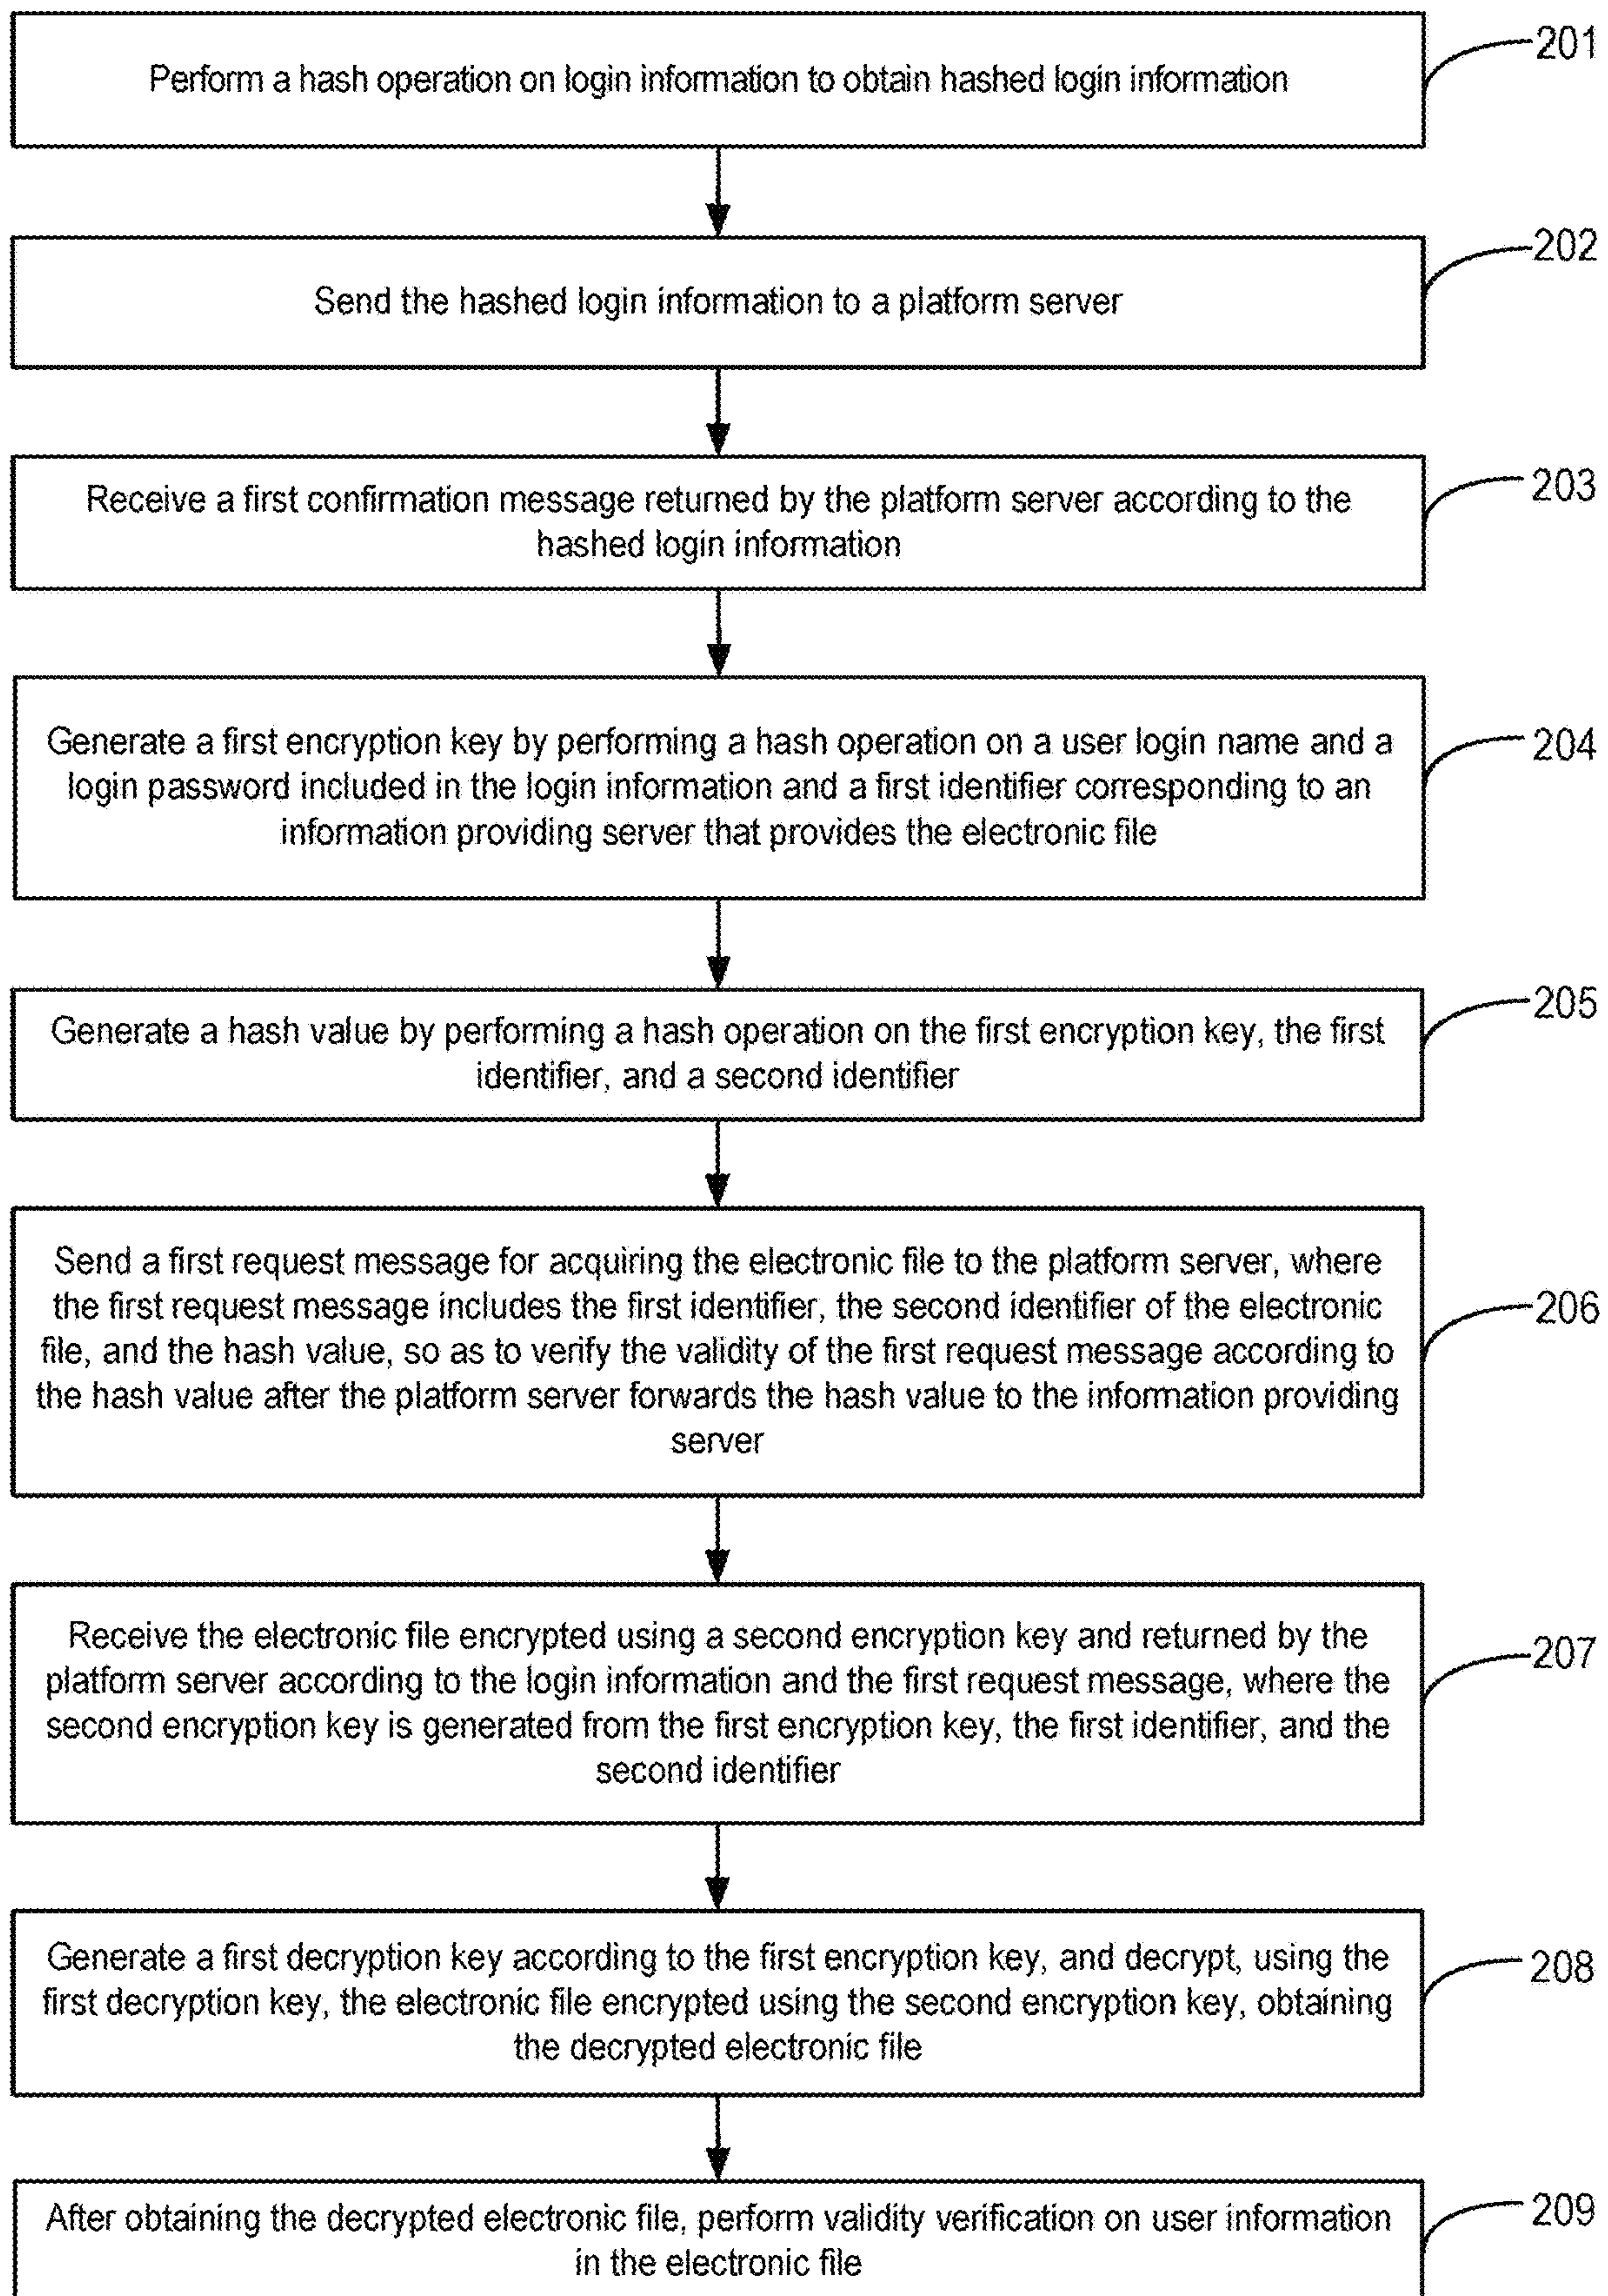 Perform a hash operation on login information to obtain hashed login information
201
Send the hashed login information to a platform server
202
Receive a first confirmation message returned by the platform server according to the
hashed login information
203
Generate a first encryption key by performing a hash operation on a user login name and a
login password included in the login information and a first identifier corresponding to an
information providing server that provides the electronic file
204
Generate a hash value by performing a hash operation on the first encryption key, the first
identifier, and a second identifier
205
Send a first request message for acquiring the electronic file to the platform server, where
the first request message includes the first identifier, the second identifier of the electronic
file, and the hash value, so as to verify the validity of the first request message according to
the hash value after the platform server forwards the hash value to the information providing
server
206
Receive the electronic file encrypted using a second encryption key and returned by the
platform server according to the login information and the first request message, where the
second encryption key is generated from the first encryption key, the first identifier, and the
second identifier
207
Generate a first decryption key according to the first encryption key, and decrypt, using the
first decryption key, the electronic file encrypted using the second encryption key, obtaining
the decrypted electronic file
208
After obtaining the decrypted electronic file, perform validity verification on user information
in the electronic file
209